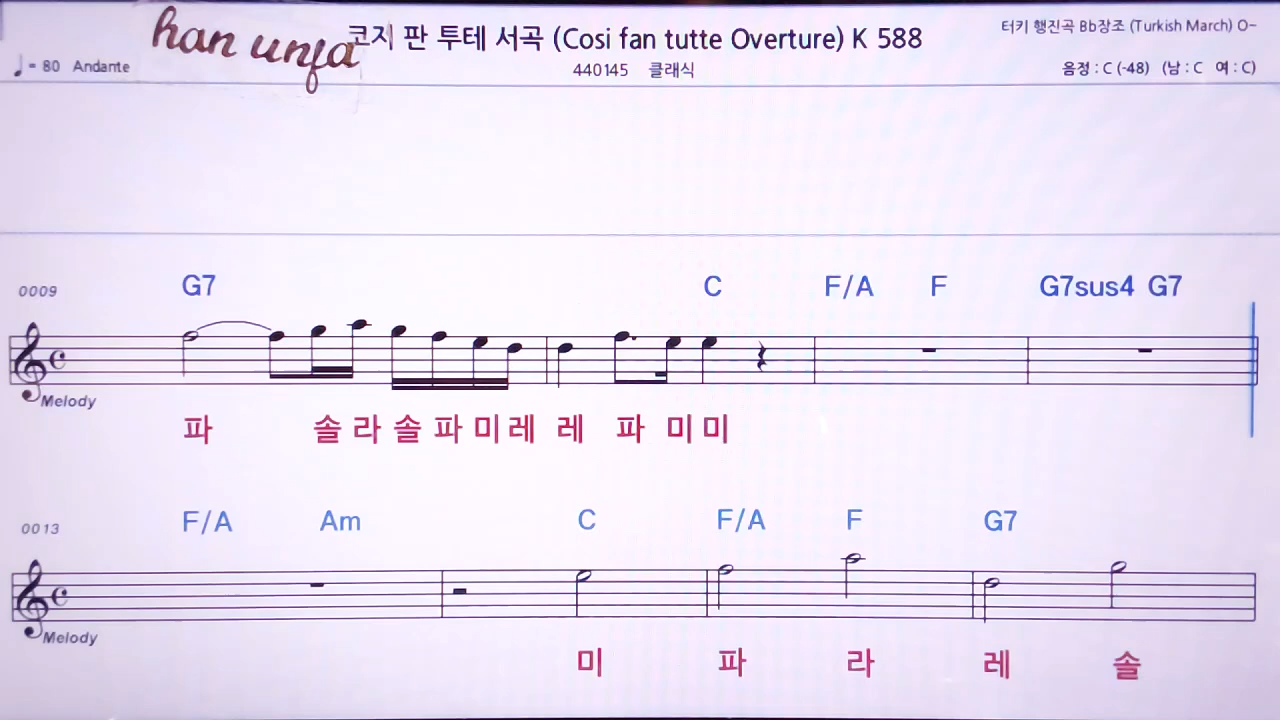 han unfa
코지 판 투테 서곡 (Cosi fan tutte Overture) K 588
터키 행진곡 Bb장조 (Turkish March) O~
♩= 80 Andante
440145 클래식
음정 : C (-48) (남 : C 여 : C)
0009 G7 C F/A F G7sus4 G7
Melody
파 솔 라 솔 파 미 레 레 파 미 미
0013 F/A Am C F/A F G7
Melody
미 파 라 레 솔